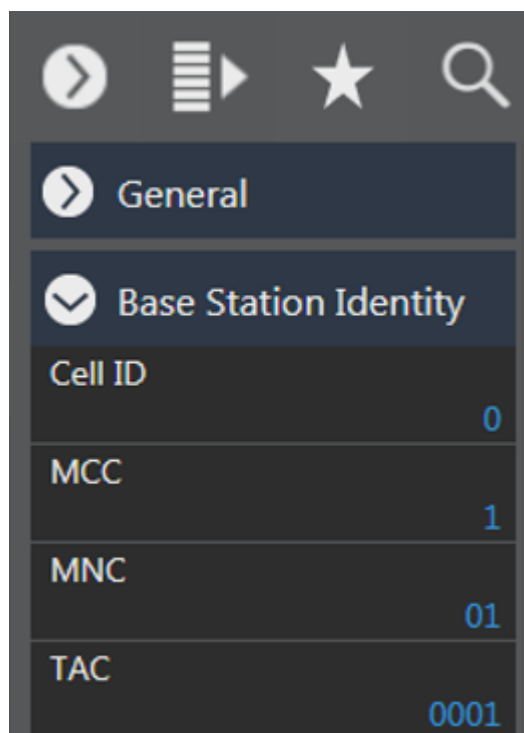 General
Base Station Identity
Cell ID
0
MCC
1
MNC
01
TAC
0001